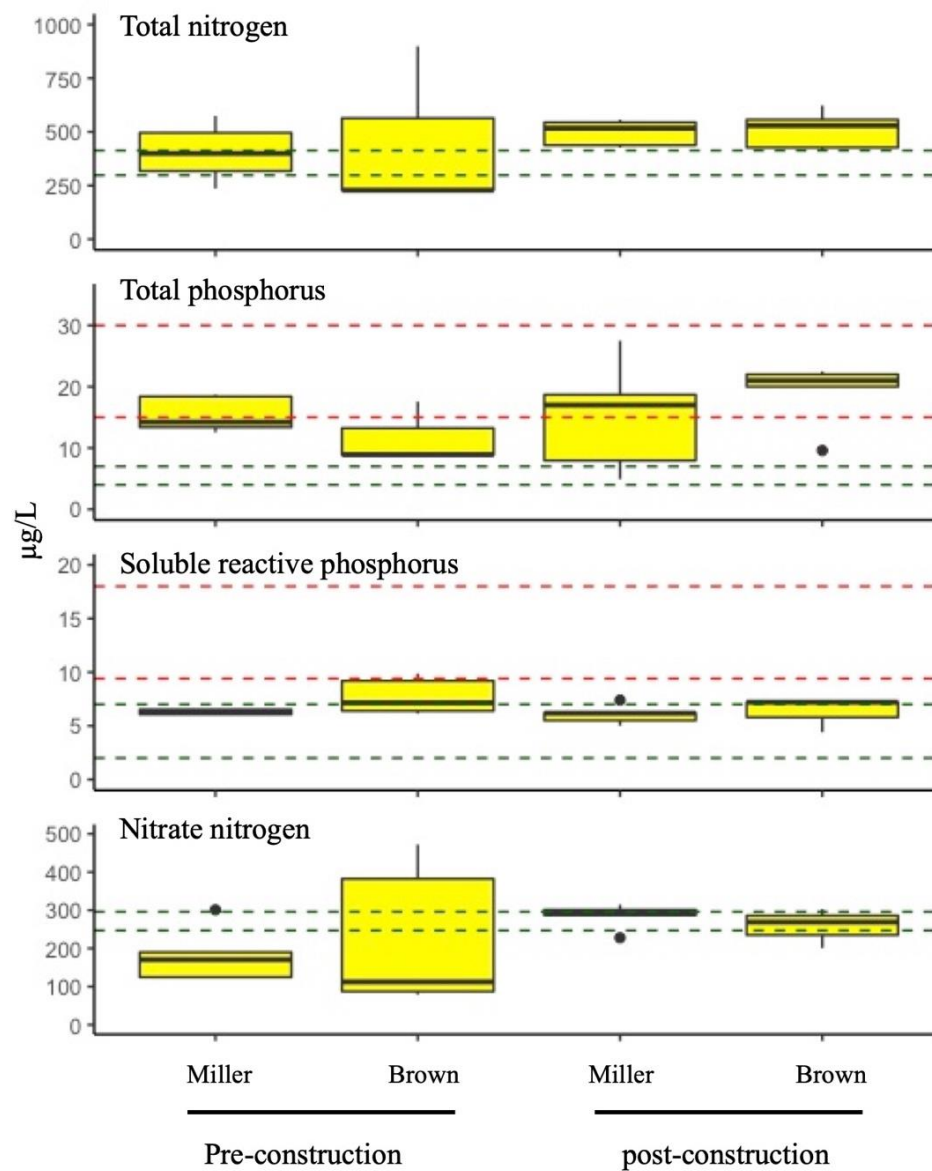 Total nitrogen
1000
750
500
250
0
Total phosphorus
30
20
10
0
µg/L
Soluble reactive phosphorus
20
15
10
5
0
Nitrate nitrogen
500
400
300
200
100
0
Miller Brown Miller Brown
Pre-construction post-construction